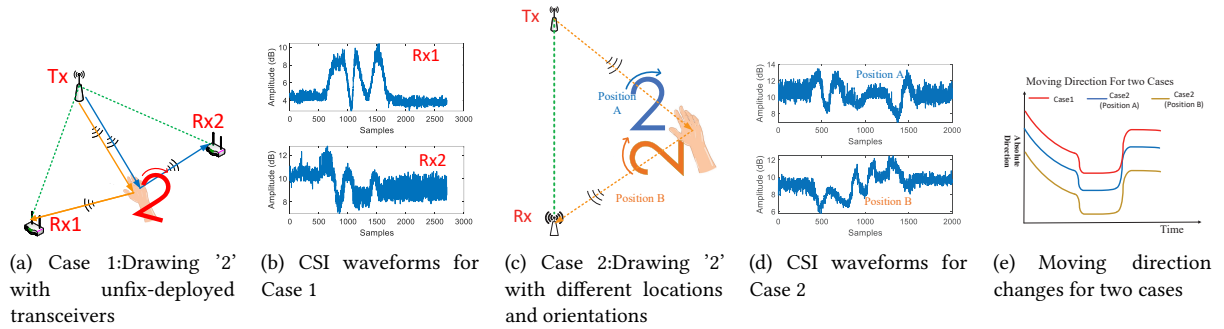 Tx
Rx2
2
Rx1
10
8
6
4
Amplitude (dB)
Rx1
0 500 1000 1500 2000 2500 3000
Samples
12
10
8
6
Amplitude (dB)
Rx2
0 500 1000 1500 2000 2500 3000
Samples
Tx
Position
A
2
2
Position B
Rx
14
12
10
8
Amplitude (dB)
Position A
0 500 1000 1500 2000
Samples
12
10
8
6
Amplitude (dB)
Position B
0 500 1000 1500 2000
Samples
Moving Direction For two Cases
Case1
Case2
(Position A)
Case2
(Position B)
Absolute
Direction
Time
(a) Case 1:Drawing ’2’
with unfix-deployed
transceivers
(b) CSI waveforms for
Case 1
(c) Case 2:Drawing ’2’
with different locations
and orientations
(d) CSI waveforms for
Case 2
(e) Moving direction
changes for two cases